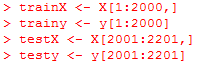 > trainX <- X[1:2000,]
> trainy <- y[1:2000]
> testX <- X[2001:2201,]
> testy <- y[2001:2201]